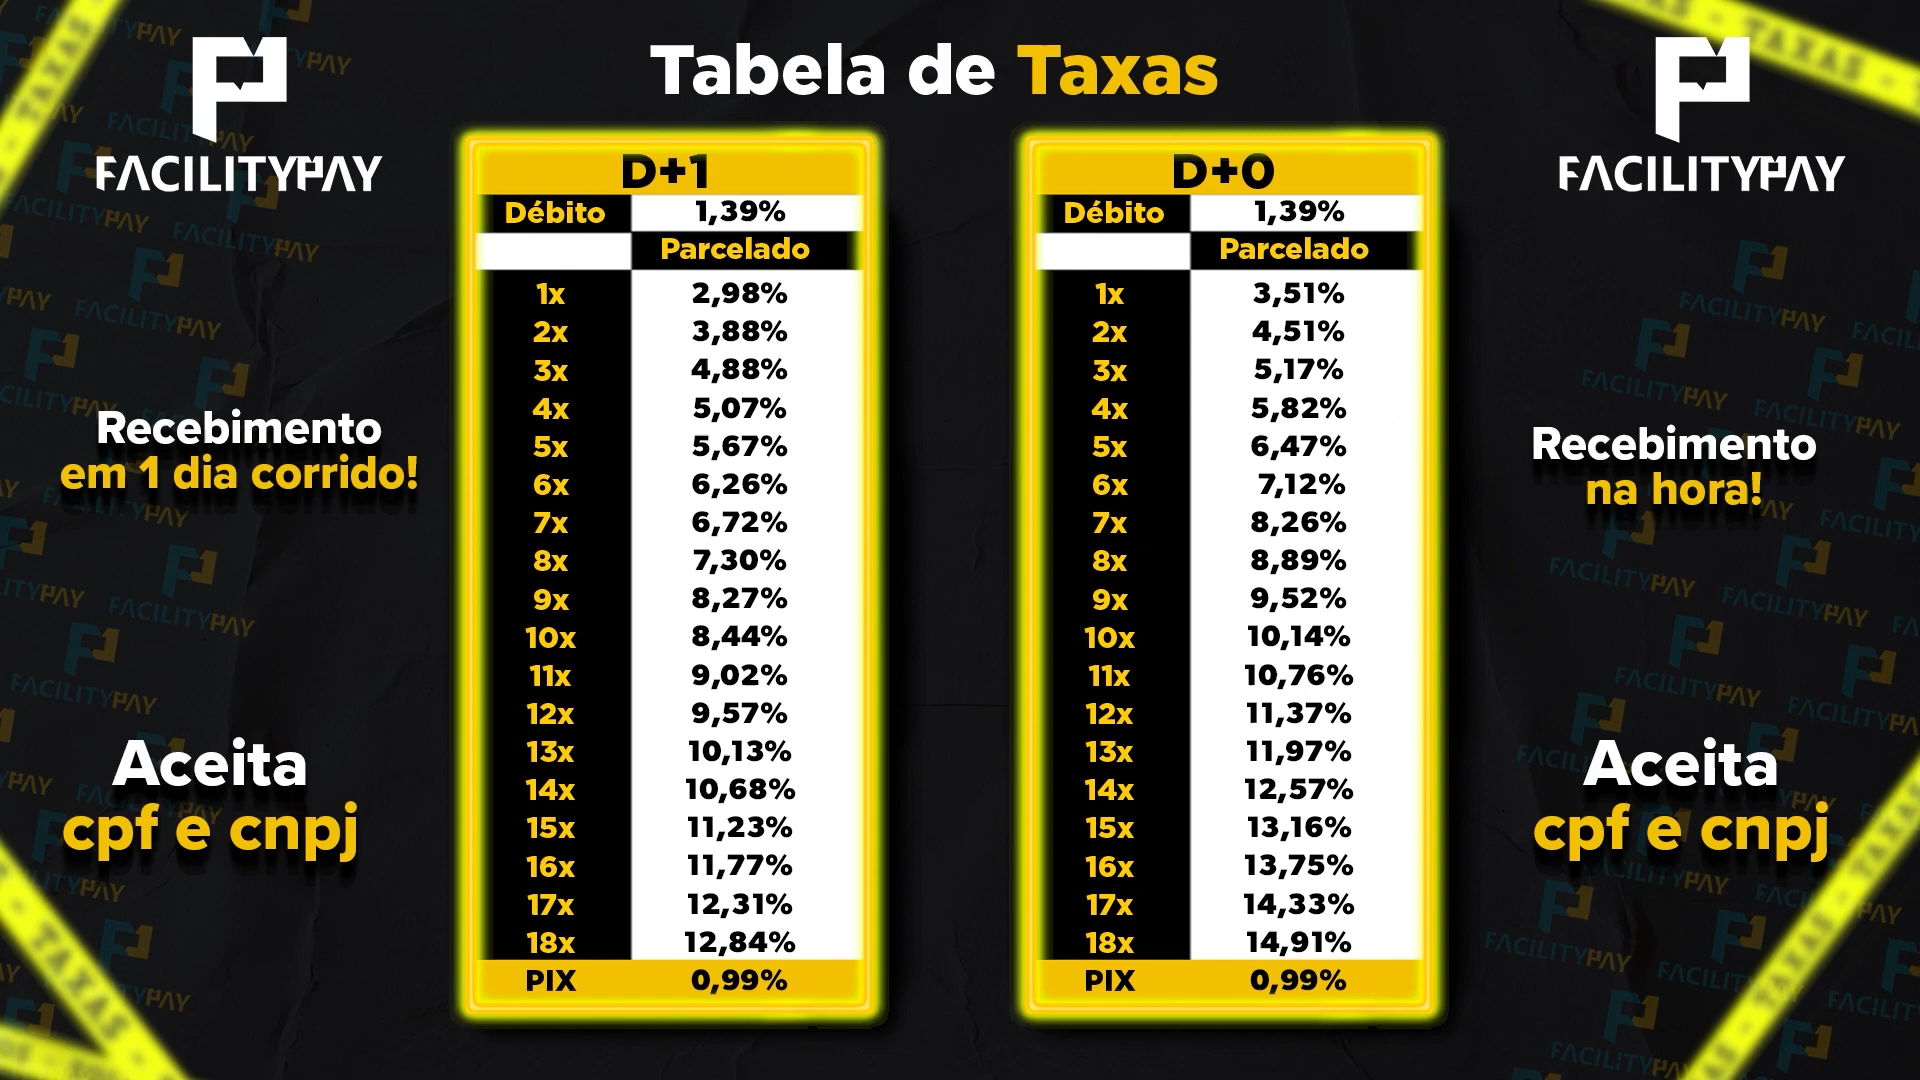 Tabela de Taxas
FACILITYPAY
FACILITYPAY
Recebimento
em 1 dia corrido!
Aceita
cpf e cnpj
D+1
Débito 1,39%
Parcelado
1x 2,98%
2x 3,88%
3x 4,88%
4x 5,07%
5x 5,67%
6x 6,26%
7x 6,72%
8x 7,30%
9x 8,27%
10x 8,44%
11x 9,02%
12x 9,57%
13x 10,13%
14x 10,68%
15x 11,23%
16x 11,77%
17x 12,31%
18x 12,84%
PIX 0,99%
D+0
Débito 1,39%
Parcelado
1x 3,51%
2x 4,51%
3x 5,17%
4x 5,82%
5x 6,47%
6x 7,12%
7x 8,26%
8x 8,89%
9x 9,52%
10x 10,14%
11x 10,76%
12x 11,37%
13x 11,97%
14x 12,57%
15x 13,16%
16x 13,75%
17x 14,33%
18x 14,91%
PIX 0,99%
Recebimento
na hora!
Aceita
cpf e cnpj